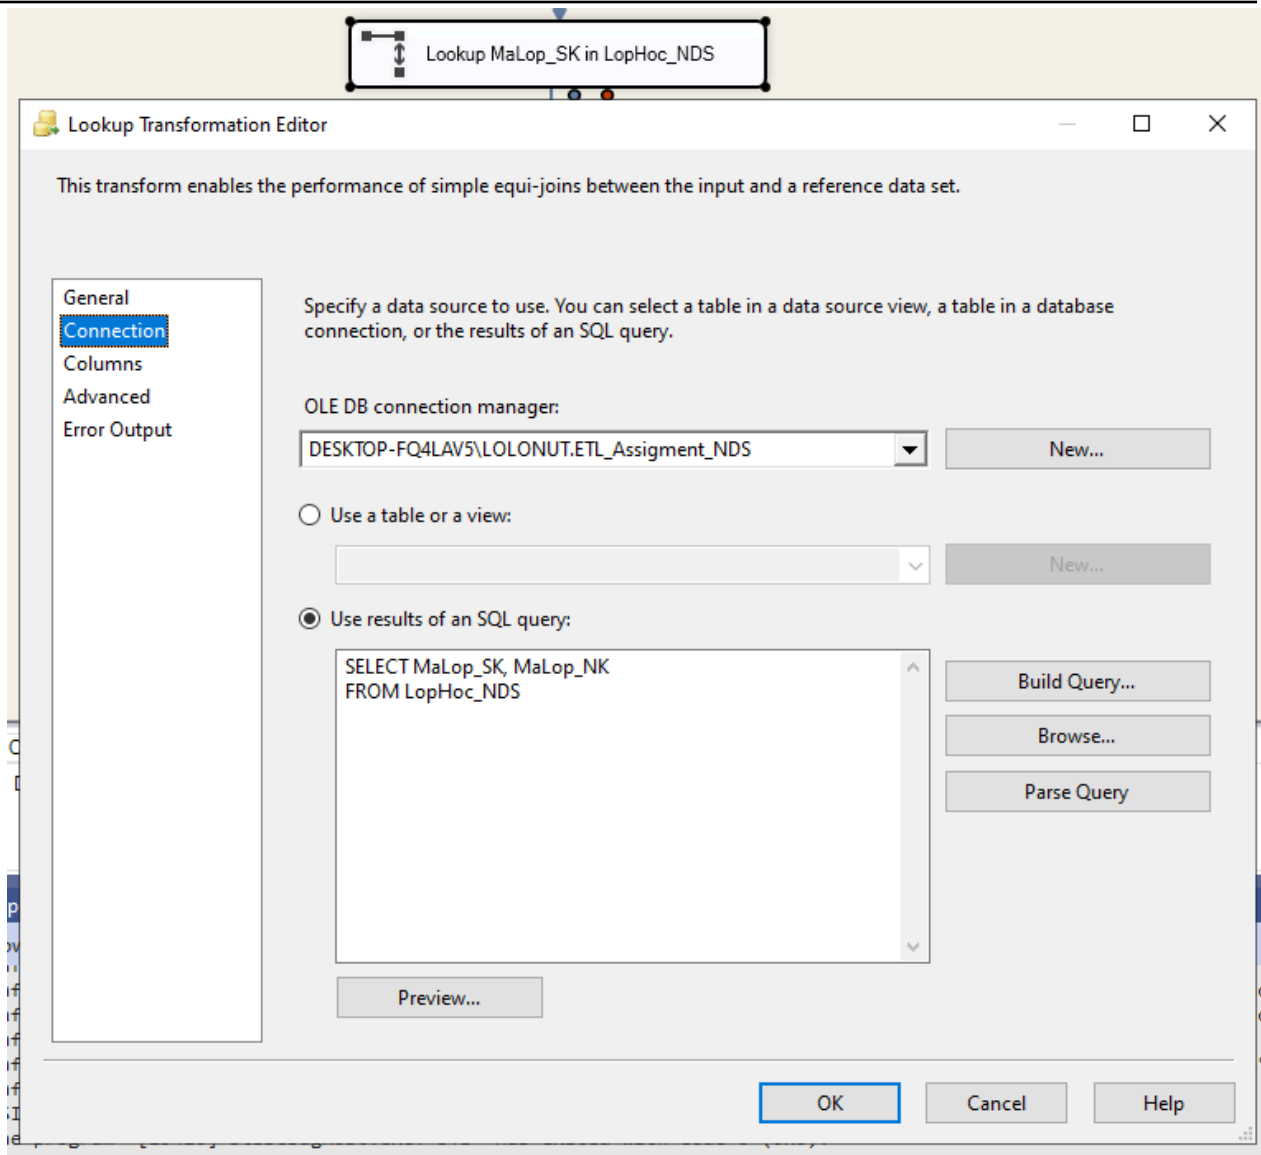 Lookup MaLop_SK in LopHoc_NDS
Lookup Transformation Editor
This transform enables the performance of simple equi-joins between the input and a reference data set.
General
Connection
Columns
Advanced
Error Output
Specify a data source to use. You can select a table in a data source view, a table in a database
connection, or the results of an SQL query.
OLE DB connection manager:
DESKTOP-FQ4LAV5\LOLONUT.ETL_Assigment_NDS
New...
Use a table or a view:
New...
Use results of an SQL query:
SELECT MaLop_SK, MaLop_NK
FROM LopHoc_NDS
Build Query...
Browse...
Parse Query
Preview...
OK
Cancel
Help